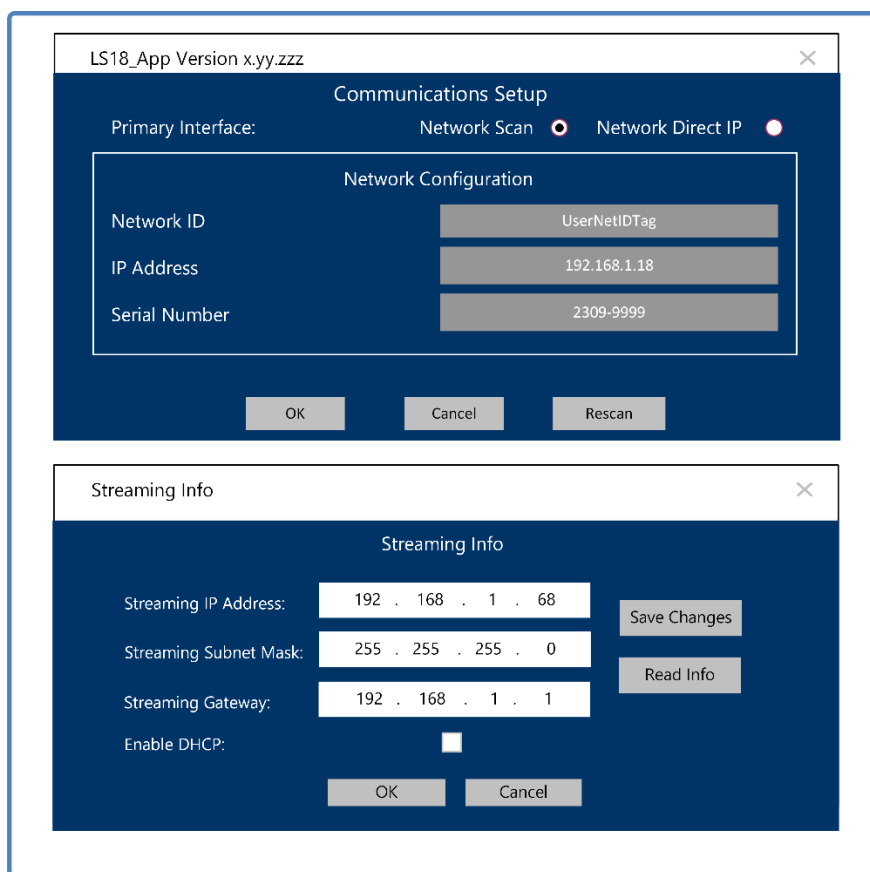 LS18_App Version x.yy.zzz
Communications Setup
Primary Interface: Network Scan Network Direct IP
Network Configuration
Network ID UserNetIDTag
IP Address 192.168.1.18
Serial Number 2309-9999
OK Cancel Rescan
Streaming Info
Streaming Info
Streaming IP Address: 192 . 168 . 1 . 68
Save Changes
Streaming Subnet Mask: 255 . 255 . 255 . 0
Read Info
Streaming Gateway: 192 . 168 . 1 . 1
Enable DHCP:
OK Cancel